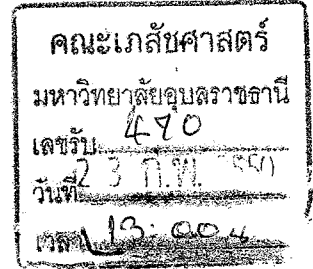 คณะเภสัชศาสตร์
มหาวิทยาลัยอุบลราชธานี
เลขรับ 470
วันที่ 23 ก.พ.
เวลา 13.00 น